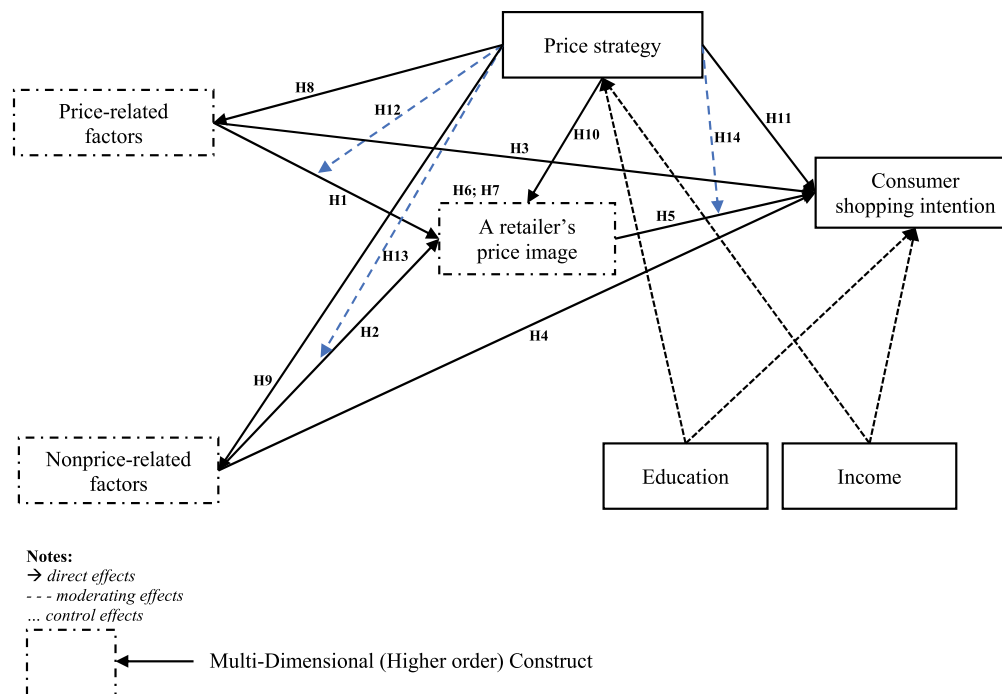 Price strategy
H8
H12
H11
Price-related
factors
H10
H14
H3
Consumer
shopping intention
H6; H7
H1
A retailer's
price image
H5
H13
H2
H4
H9
Nonprice-related
factors
Education
Income
Notes:
→ direct effects
- - - moderating effects
... control effects
Multi-Dimensional (Higher order) Construct